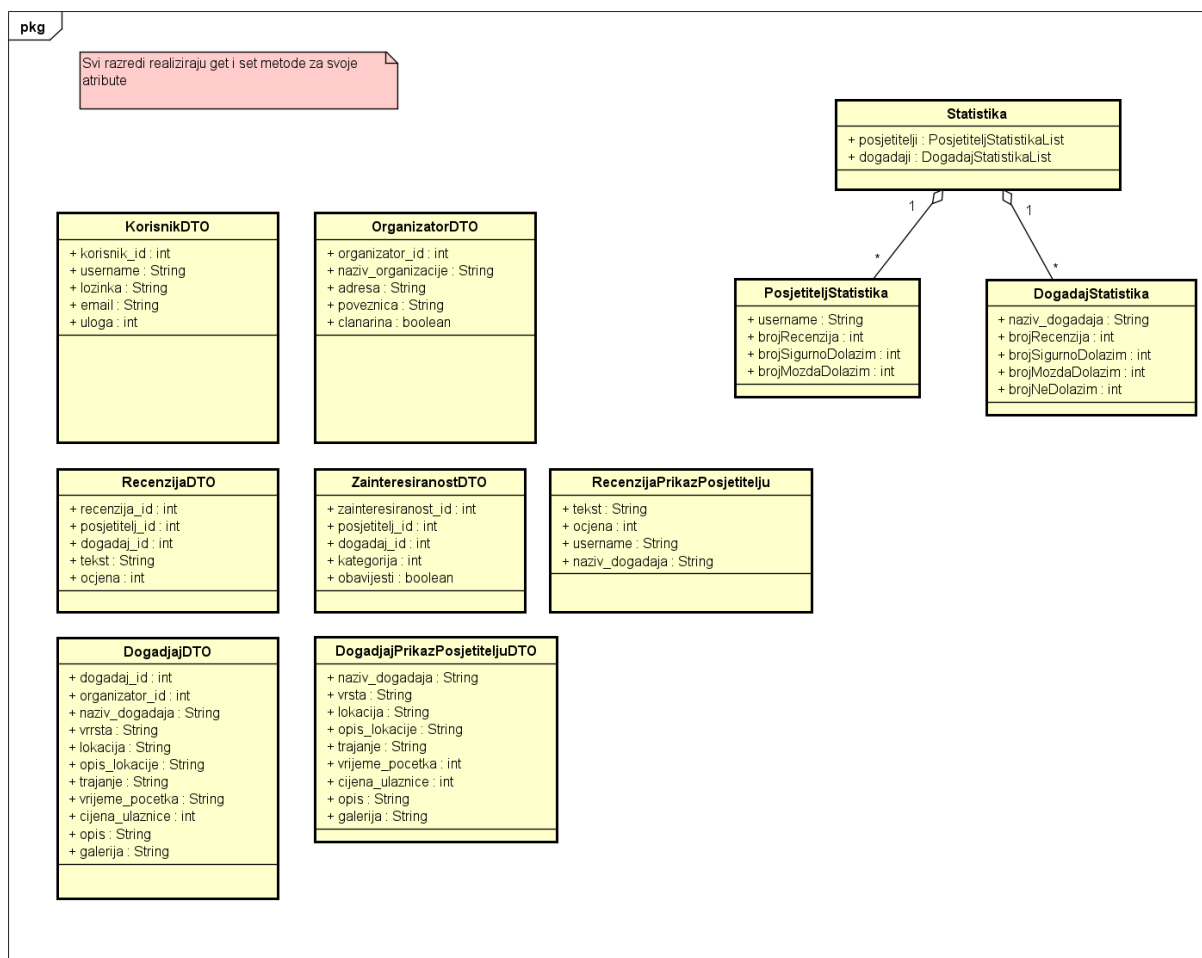 pkg
Svi razredi realiziraju get i set metode za svoje
atribute
Statistika
+ posjetitelji : PosjetiteljStatistikaList
+ dogadaji : DogadajStatistikaList
1
1
*
*
KorisnikDTO
+ korisnik_id : int
+ username : String
+ lozinka : String
+ email : String
+ uloga : int
OrganizatorDTO
+ organizator_id : int
+ naziv_organizacije : String
+ adresa : String
+ poveznica : String
+ clanarina : boolean
PosjetiteljStatistika
+ username : String
+ brojRecenzija : int
+ brojSigurnoDolazim : int
+ brojMozdaDolazim : int
DogadajStatistika
+ naziv_dogadaja : String
+ brojRecenzija : int
+ brojSigurnoDolazim : int
+ brojMozdaDolazim : int
+ brojNeDolazim : int
RecenzijaDTO
+ recenzija_id : int
+ posjetitelj_id : int
+ dogadaj_id : int
+ tekst : String
+ ocjena : int
ZainteresiranostDTO
+ zainteresiranost_id : int
+ posjetitelj_id : int
+ dogadaj_id : int
+ kategorija : int
+ obavijesti : boolean
RecenzijaPrikazPosjetitelju
+ tekst : String
+ ocjena : int
+ username : String
+ naziv_dogadaja : String
DogadjajDTO
+ dogadaj_id : int
+ organizator_id : int
+ naziv_dogadaja : String
+ vrrsta : String
+ lokacija : String
+ opis_lokacije : String
+ trajanje : String
+ vrijeme_pocetka : String
+ cijena_ulaznice : int
+ opis : String
+ galerija : String
DogadjajPrikazPosjetiteljuDTO
+ naziv_dogadaja : String
+ vrsta : String
+ lokacija : String
+ opis_lokacije : String
+ trajanje : String
+ vrijeme_pocetka : int
+ cijena_ulaznice : int
+ opis : String
+ galerija : String